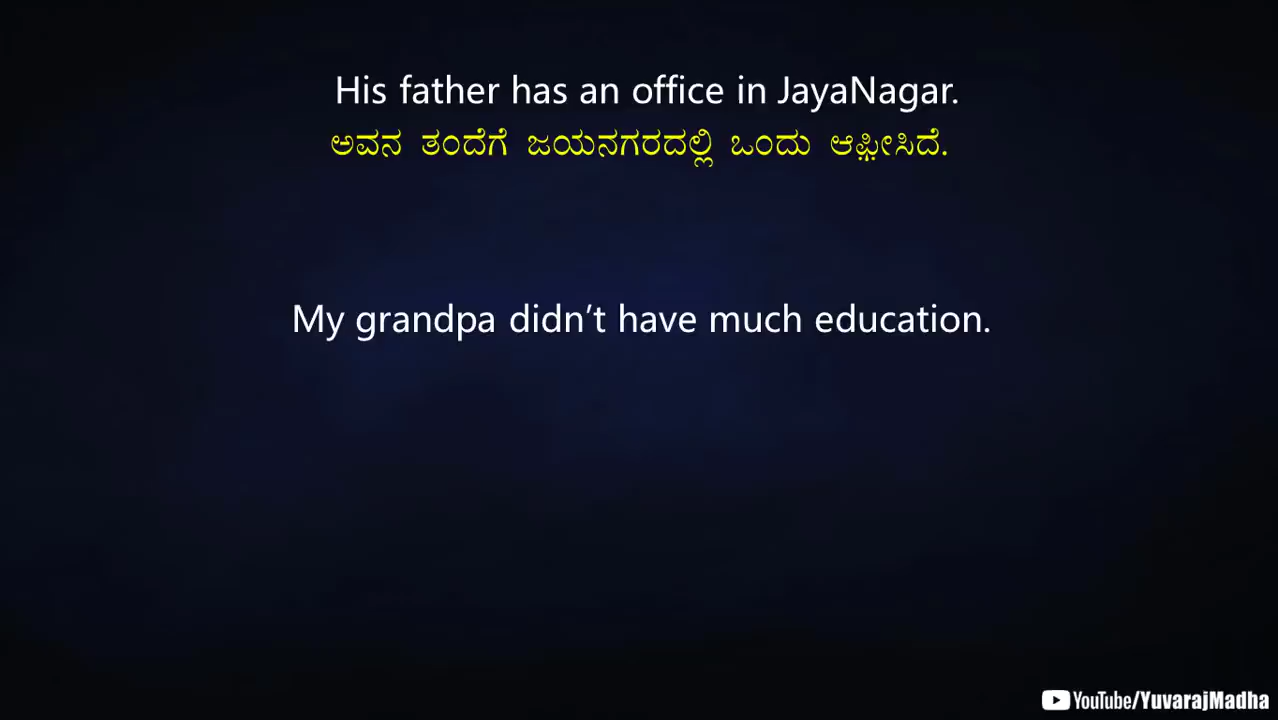 His father has an office in JayaNagar.
ಅವನ ತಂದೆಗೆ ಜಯನಗರದಲ್ಲಿ ಒಂದು ಆಫ಼ೀಸಿದೆ.
My grandpa didn’t have much education.
YouTube/YuvarajMadha